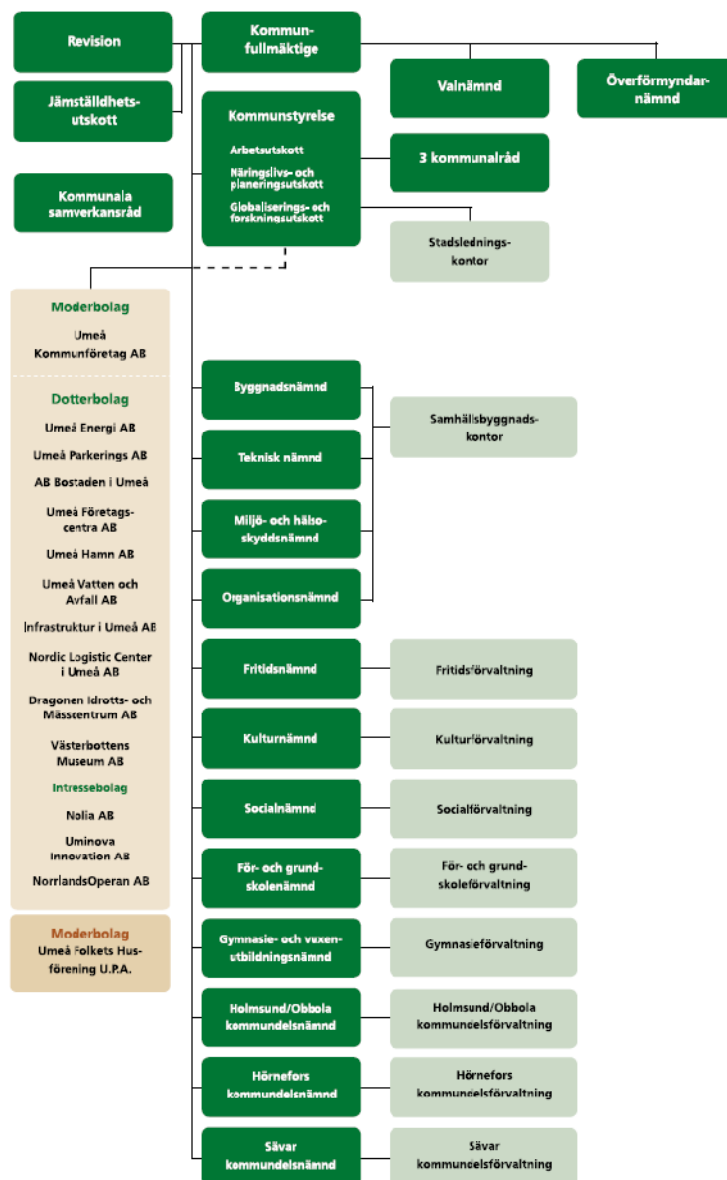 Revision
Kommun-
fullmäktige
Jämställdhets-
utskott
Valnämnd
Överförmyndar-
nämnd
Kommunstyrelse
Arbetsutskott
Näringslivs- och
planeringsutskott
Globaliserings- och
forskningsutskott
3 kommunalråd
Kommunala
samverkansråd
Stadslednings-
kontor
Moderbolag
Umeå
Kommunföretag AB
Dotterbolag
Umeå Energi AB
Umeå Parkerings AB
AB Bostaden i Umeå
Umeå Företags-
centra AB
Umeå Hamn AB
Umeå Vatten och
Avfall AB
Infrastruktur i Umeå AB
Nordic Logistic Center
i Umeå AB
Dragonen Idrotts- och
Mässcentrum AB
Västerbottens
Museum AB
Intressebolag
Nolia AB
Uminova
Innovation AB
NorrlandsOperan AB
Moderbolag
Umeå Folkets Hus-
förening U.P.A.
Byggnadsnämnd
Teknisk nämnd
Miljö- och hälso-
skyddsnämnd
Organisationsnämnd
Samhällsbyggnads-
kontor
Fritidsnämnd
Fritidsförvaltning
Kulturnämnd
Kulturförvaltning
Socialnämnd
Socialförvaltning
För- och grund-
skolenämnd
För- och grund-
skoleförvaltning
Gymnasie- och vuxen-
utbildningsnämnd
Gymnasieförvaltning
Holmsund/Obbola
kommundelsnämnd
Holmsund/Obbola
kommundelsförvaltning
Hörnefors
kommundelsnämnd
Hörnefors
kommundelsförvaltning
Sävar
kommundelsnämnd
Sävar
kommundelsförvaltning